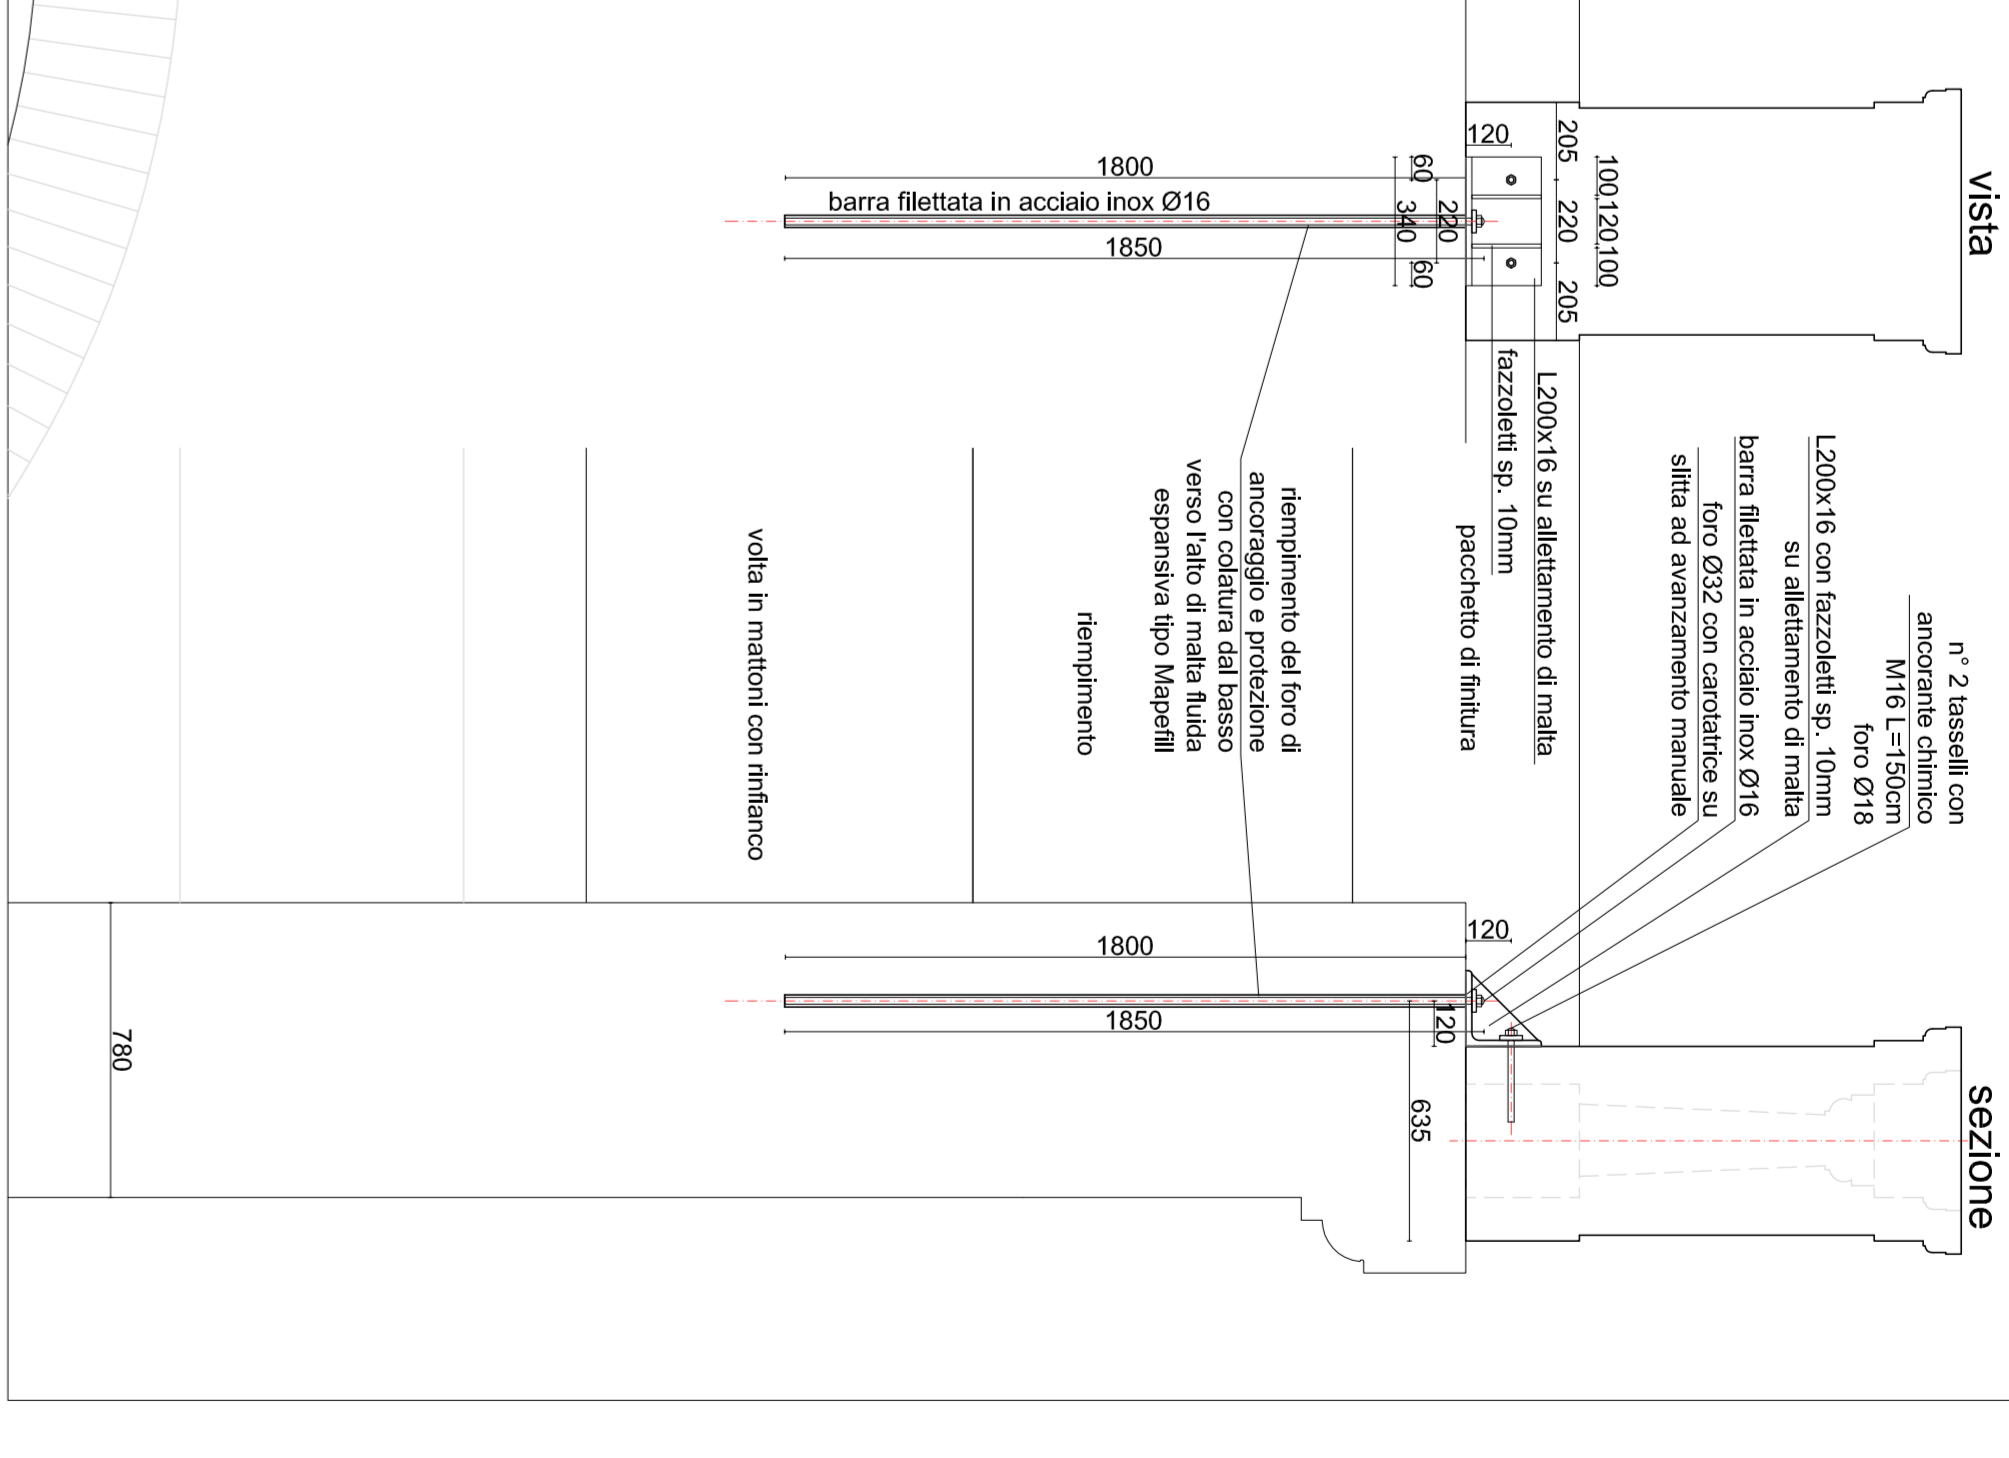 vista
205
220
205
100
120
100
120
60
340
60
220
1800
barra filettata in acciaio inox Ø16
1850
L200x16 su allettamento di malta
fazzoletti sp. 10mm
pacchetto di finitura
riempimento del foro di
ancoraggio e protezione
con colatura dal basso
verso l'alto di malta fluida
espansiva tipo Mapefill
riempimento
volta in mattoni con rinfianco
n° 2 tasselli con
ancorante chimico
M16 L=150cm
foro Ø18
L200x16 con fazzoletti sp. 10mm
su allettamento di malta
barra filettata in acciaio inox Ø16
foro Ø32 con carotatrice su
slitta ad avanzamento manuale
sezione
120
1800
1850
120
635
780